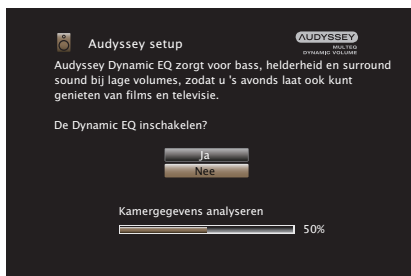 Audyssey setup
AUDYSSEY
MULTEQ
DYNAMIC VOLUME
Audyssey Dynamic EQ zorgt voor bass, helderheid en surround
sound bij lage volumes, zodat u 's avonds laat ook kunt
genieten van films en televisie.
De Dynamic EQ inschakelen?
Ja
Nee
Kamergegevens analyseren
50%